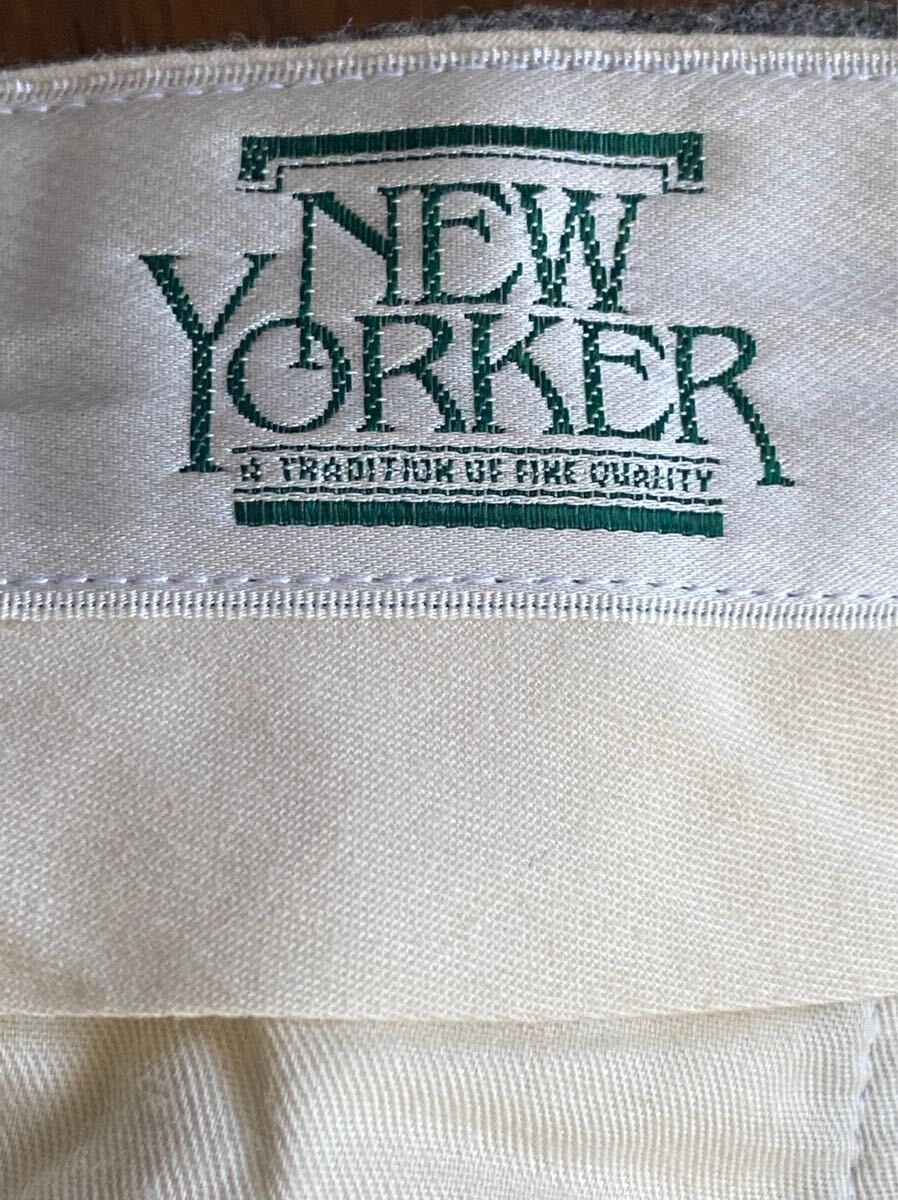 NEW
YORKER
A TRADITION OF FINE QUALITY